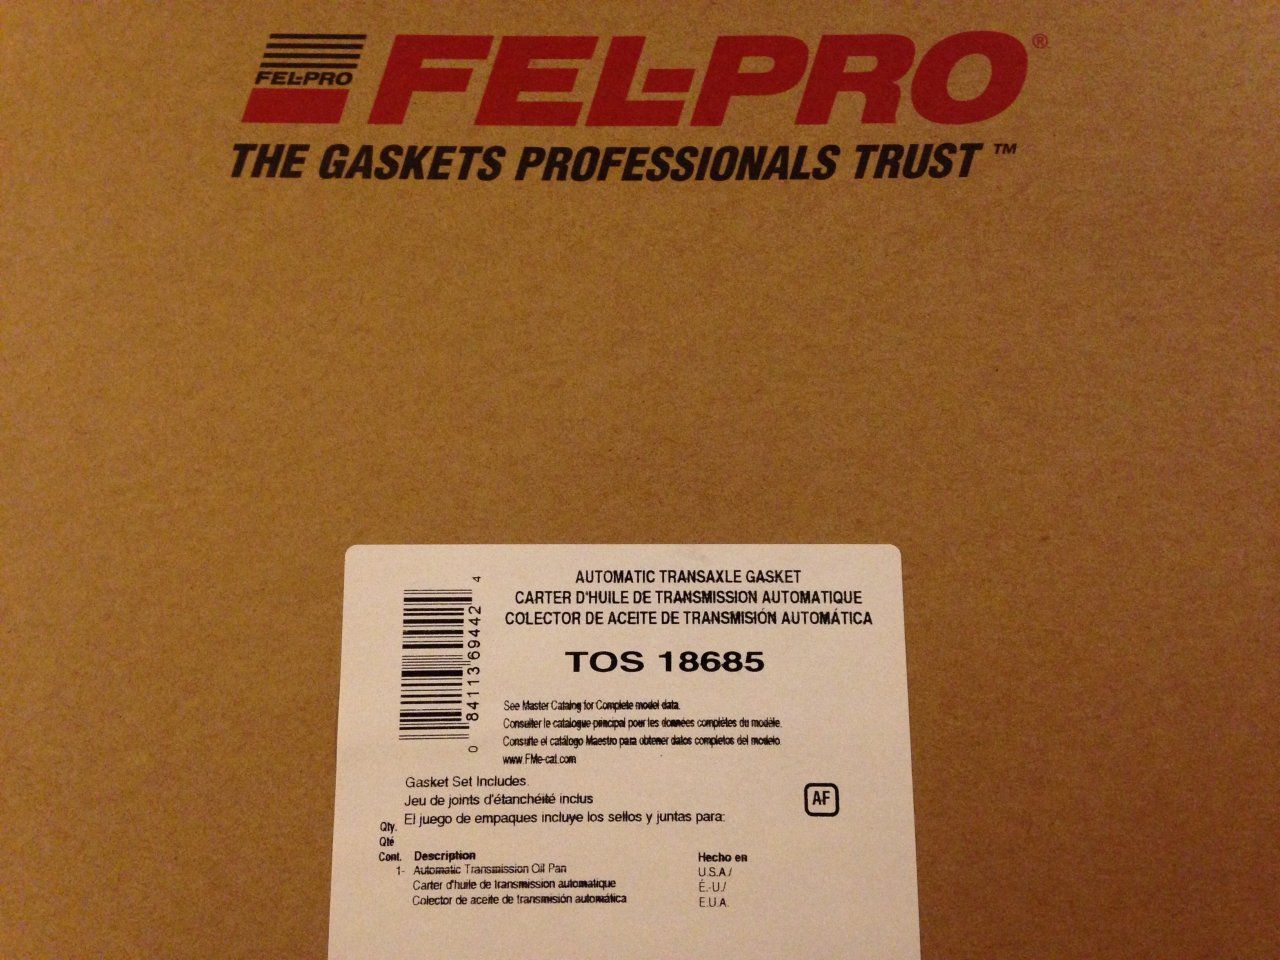 FEL-PRO
FEL-PRO ®
THE GASKETS PROFESSIONALS TRUST ™
AUTOMATIC TRANSAXLE GASKET
CARTER D'HUILE DE TRANSMISSION AUTOMATIQUE
COLECTOR DE ACEITE DE TRANSMISIÓN AUTOMÁTICA
TOS 18685
0 84113 69442 4
See Master Catalog for Complete model data.
Consulter le catalogue principal pour les données complètes du modèle.
Consulte el catálogo Maestro para obtener datos completos del modelo.
www.FMe-cat.com
Gasket Set Includes.
Jeu de joints d'étanchéité inclus
El juego de empaques incluye los sellos y juntas para:
AF
Qty.
Qté
Cont. Description Hecho en
1- Automatic Transmission Oil Pan U.S.A./
Carter d'huile de transmission automatique É.-U./
Colector de aceite de transmisión automática E.U.A.